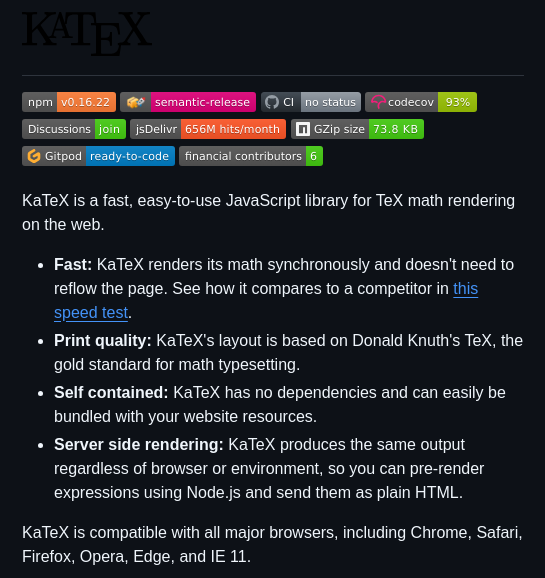 KATEX
npm v0.16.22 semantic-release CI no status codecov 93%
Discussions join jsDelivr 656M hits/month GZip size 73.8 KB
Gitpod ready-to-code financial contributors 6
KaTeX is a fast, easy-to-use JavaScript library for TeX math rendering
on the web.
• Fast: KaTeX renders its math synchronously and doesn't need to
reflow the page. See how it compares to a competitor in this
speed test.
• Print quality: KaTeX's layout is based on Donald Knuth's TeX, the
gold standard for math typesetting.
• Self contained: KaTeX has no dependencies and can easily be
bundled with your website resources.
• Server side rendering: KaTeX produces the same output
regardless of browser or environment, so you can pre-render
expressions using Node.js and send them as plain HTML.
KaTeX is compatible with all major browsers, including Chrome, Safari,
Firefox, Opera, Edge, and IE 11.